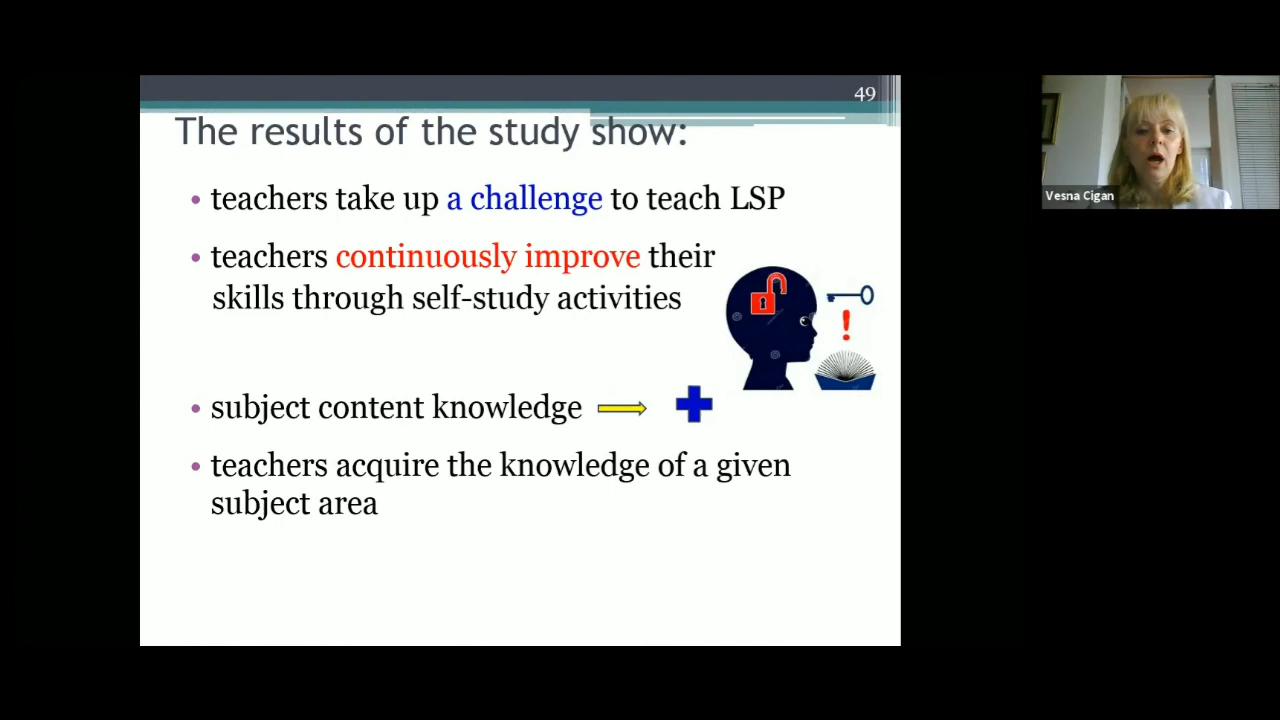 49
The results of the study show:
• teachers take up a challenge to teach LSP
• teachers continuously improve their
skills through self-study activities
• subject content knowledge
• teachers acquire the knowledge of a given
subject area
Vesna Cigan